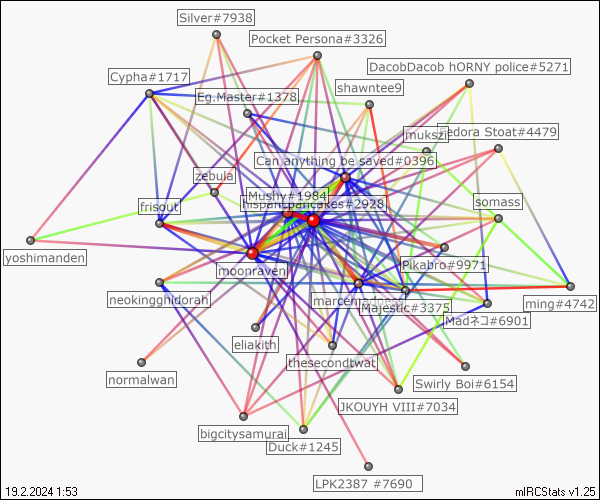 Silver#7938
Pocket Persona#3326
DacobDacob hORNY police#5271
Cypha#1717
shawntee9
Eg.Master#1378
mukszi
Fedora Stoat#4479
Can anything be saved#0396
zebula
Mushy#1984
hispanicpancakes#2928
frisout
somass
yoshimanden
moonraven
Pikabro#9971
neokingghidorah
marcenradness
Majestic#3375
ming#4742
Madネコ#6901
eliakith
thesecondtwat
normalwan
Swirly Boi#6154
JKOUYH VIII#7034
bigcitysamurai
Duck#1245
LPK2387 #7690
19.2.2024 1:53
mIRCStats v1.25